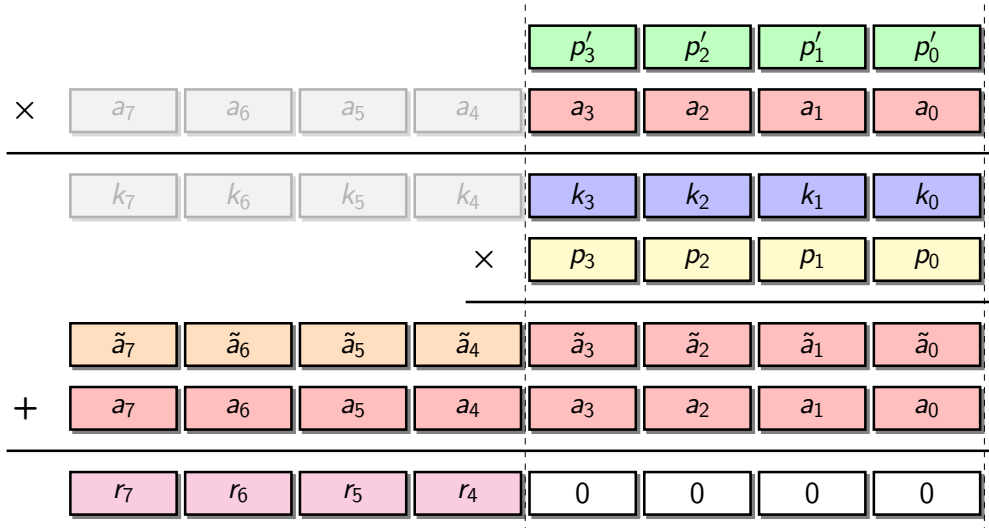 p′₃ p′₂ p′₁ p′₀
× a₇ a₆ a₅ a₄ a₃ a₂ a₁ a₀
k₇ k₆ k₅ k₄ k₃ k₂ k₁ k₀
× p₃ p₂ p₁ p₀
ã₇ ã₆ ã₅ ã₄ ã₃ ã₂ ã₁ ã₀
+ a₇ a₆ a₅ a₄ a₃ a₂ a₁ a₀
r₇ r₆ r₅ r₄ 0 0 0 0